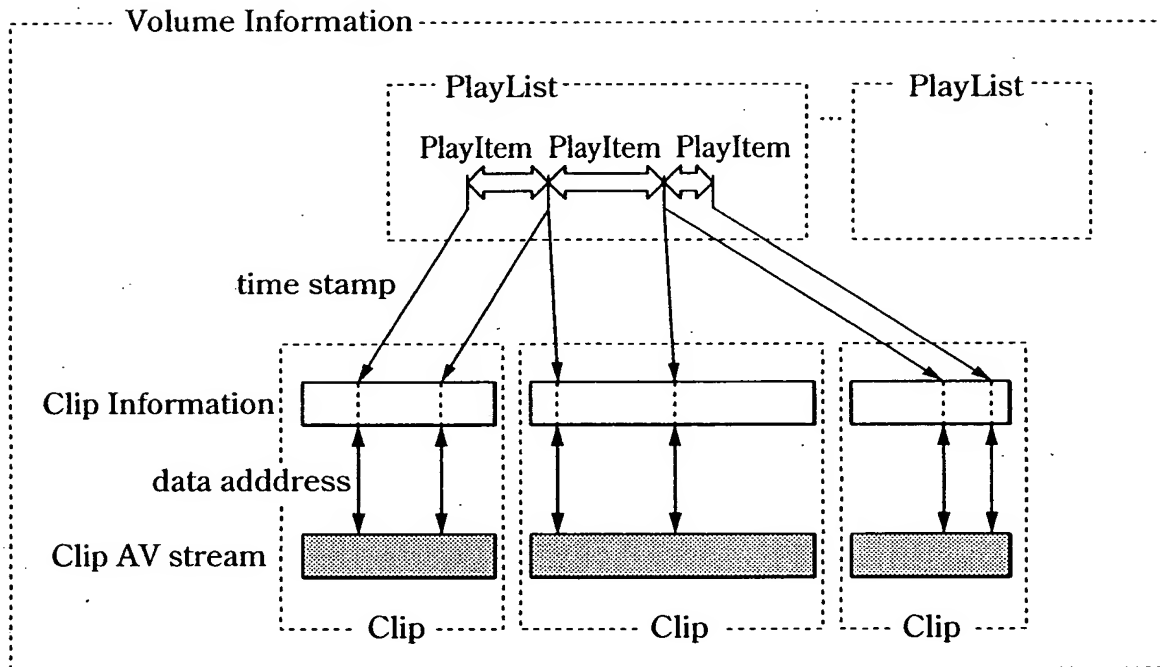 Volume Information
PlayList
PlayList
...
PlayItem PlayItem PlayItem
time stamp
Clip Information
data adddress
Clip AV stream
Clip
Clip
Clip